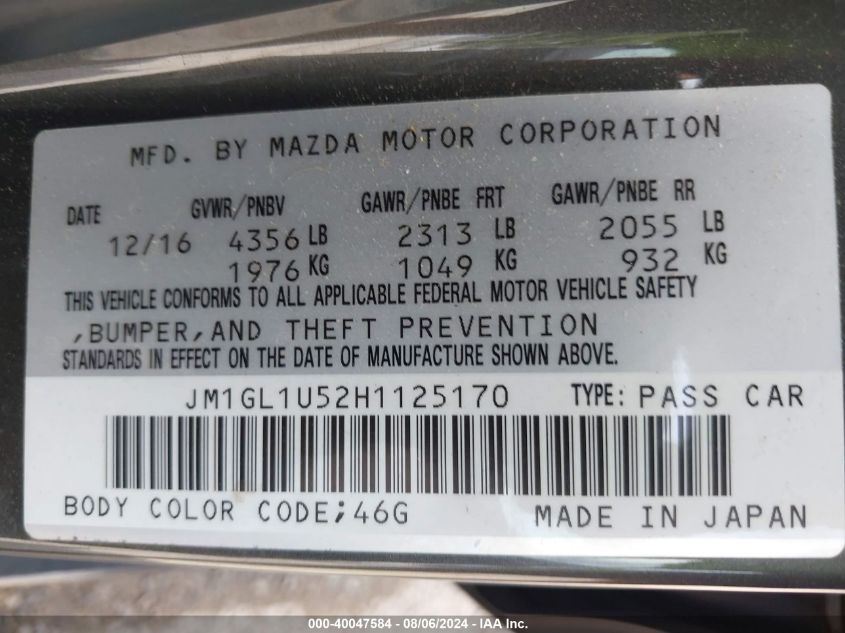 MFD. BY MAZDA MOTOR CORPORATION
DATE GVWR/PNBV GAWR/PNBE FRT GAWR/PNBE RR
12/16 4356 LB 2313 LB 2055 LB
1976 KG 1049 KG 932 KG
THIS VEHICLE CONFORMS TO ALL APPLICABLE FEDERAL MOTOR VEHICLE SAFETY
,BUMPER,AND THEFT PREVENTION
STANDARDS IN EFFECT ON THE DATE OF MANUFACTURE SHOWN ABOVE.
JM1GL1U52H1125170 TYPE: PASS CAR
BODY COLOR CODE;46G MADE IN JAPAN
000-40047584 - 08/06/2024 - IAA Inc.